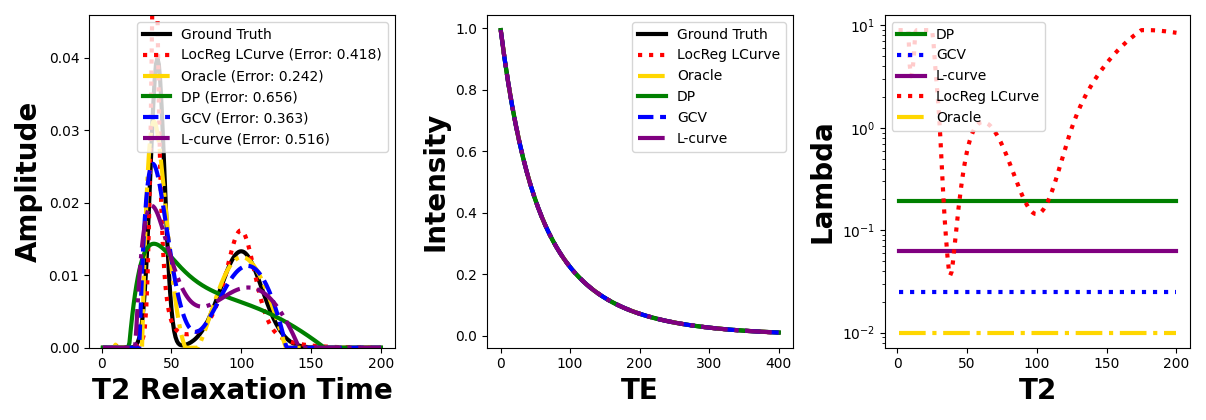 Amplitude
0.04
0.03
0.02
0.01
0.00
0
50
100
150
200
T2 Relaxation Time
Ground Truth
LocReg LCurve (Error: 0.418)
Oracle (Error: 0.242)
DP (Error: 0.656)
GCV (Error: 0.363)
L-curve (Error: 0.516)
Intensity
1.0
0.8
0.6
0.4
0.2
0.0
0
100
200
300
400
TE
Ground Truth
LocReg LCurve
Oracle
DP
GCV
L-curve
Lambda
10¹
10⁰
10⁻¹
10⁻²
0
50
100
150
200
T2
DP
GCV
L-curve
LocReg LCurve
Oracle